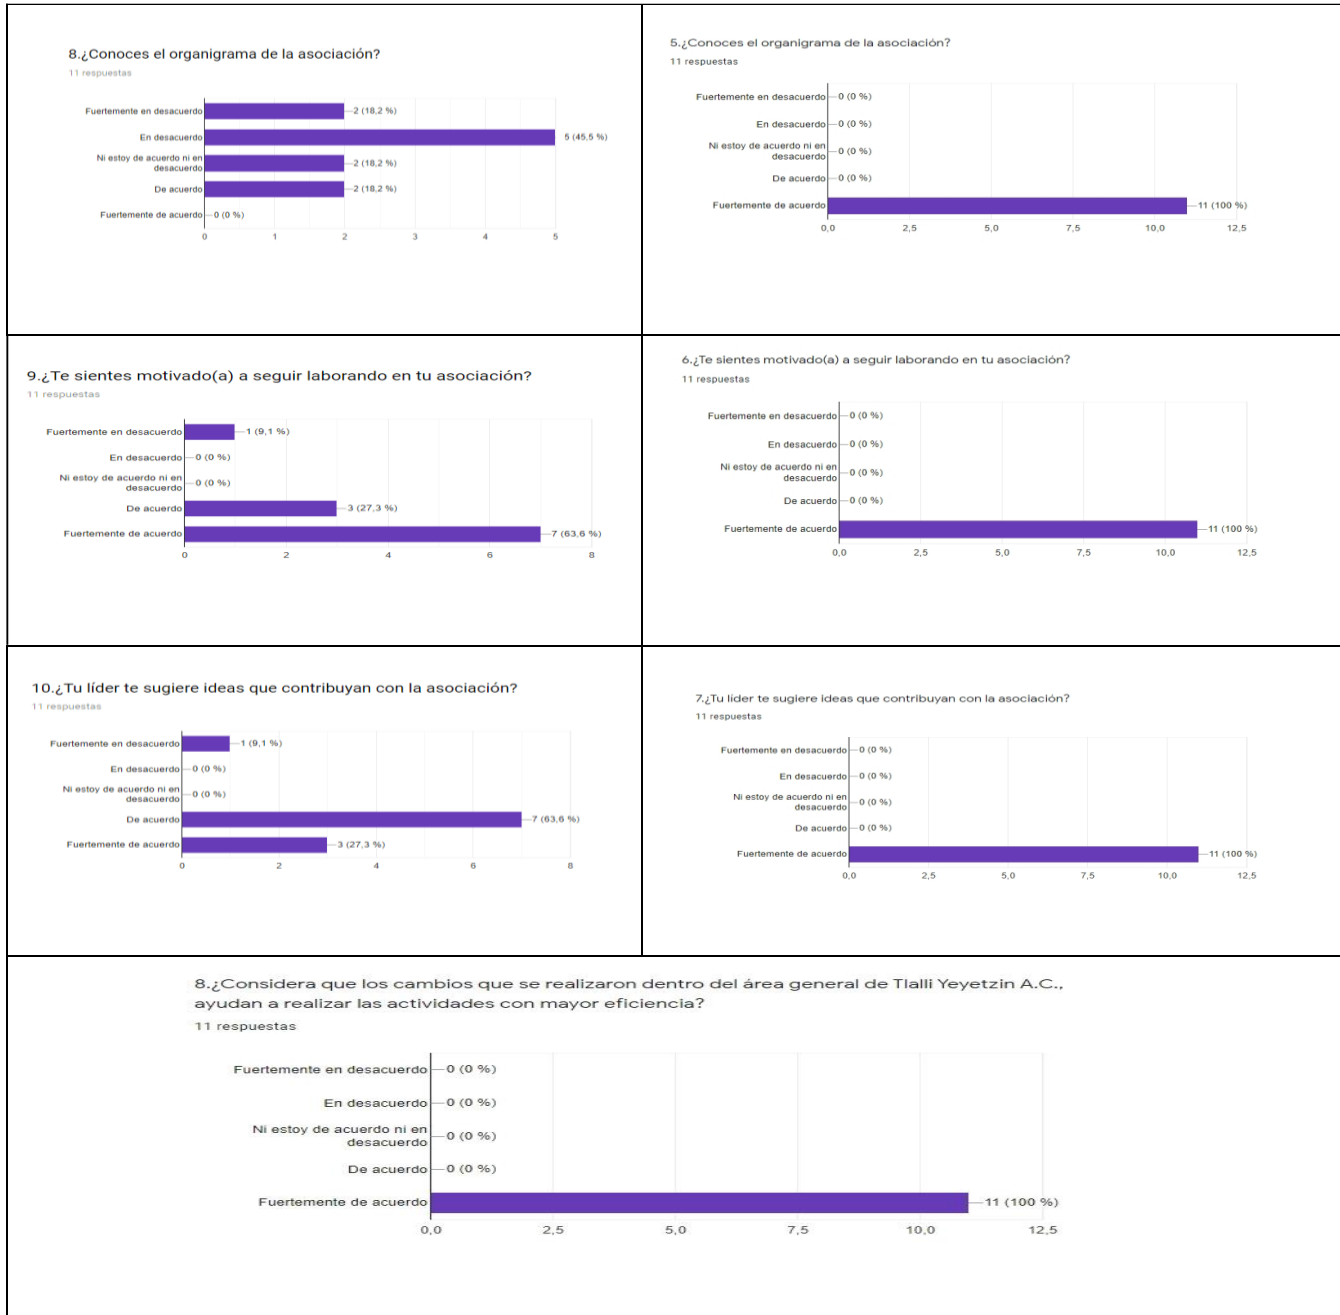 8.¿Conoces el organigrama de la asociación?
11 respuestas
Fuertemente en desacuerdo
2 (18,2 %)
En desacuerdo
5 (45,5 %)
Ni estoy de acuerdo ni en
desacuerdo
2 (18,2 %)
De acuerdo
2 (18,2 %)
Fuertemente de acuerdo
0 (0 %)
0 1 2 3 4 5
5.¿Conoces el organigrama de la asociación?
11 respuestas
Fuertemente en desacuerdo
0 (0 %)
En desacuerdo
0 (0 %)
Ni estoy de acuerdo ni en
desacuerdo
0 (0 %)
De acuerdo
0 (0 %)
Fuertemente de acuerdo
11 (100 %)
0,0 2,5 5,0 7,5 10,0 12,5
9.¿Te sientes motivado(a) a seguir laborando en tu asociación?
11 respuestas
Fuertemente en desacuerdo
1 (9,1 %)
En desacuerdo
0 (0 %)
Ni estoy de acuerdo ni en
desacuerdo
0 (0 %)
De acuerdo
3 (27,3 %)
Fuertemente de acuerdo
7 (63,6 %)
0 2 4 6 8
6.¿Te sientes motivado(a) a seguir laborando en tu asociación?
11 respuestas
Fuertemente en desacuerdo
0 (0 %)
En desacuerdo
0 (0 %)
Ni estoy de acuerdo ni en
desacuerdo
0 (0 %)
De acuerdo
0 (0 %)
Fuertemente de acuerdo
11 (100 %)
0,0 2,5 5,0 7,5 10,0 12,5
10.¿Tu líder te sugiere ideas que contribuyan con la asociación?
11 respuestas
Fuertemente en desacuerdo
1 (9,1 %)
En desacuerdo
0 (0 %)
Ni estoy de acuerdo ni en
desacuerdo
0 (0 %)
De acuerdo
7 (63,6 %)
Fuertemente de acuerdo
3 (27,3 %)
0 2 4 6 8
7.¿Tu líder te sugiere ideas que contribuyan con la asociación?
11 respuestas
Fuertemente en desacuerdo
0 (0 %)
En desacuerdo
0 (0 %)
Ni estoy de acuerdo ni en
desacuerdo
0 (0 %)
De acuerdo
0 (0 %)
Fuertemente de acuerdo
11 (100 %)
0,0 2,5 5,0 7,5 10,0 12,5
8.¿Considera que los cambios que se realizaron dentro del área general de Tlalli Yeyetzin A.C.,
ayudan a realizar las actividades con mayor eficiencia?
11 respuestas
Fuertemente en desacuerdo
0 (0 %)
En desacuerdo
0 (0 %)
Ni estoy de acuerdo ni en
desacuerdo
0 (0 %)
De acuerdo
0 (0 %)
Fuertemente de acuerdo
11 (100 %)
0,0 2,5 5,0 7,5 10,0 12,5